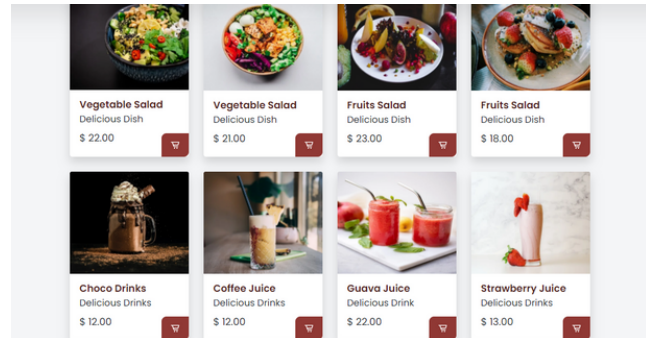 Vegetable Salad
Delicious Dish
$ 22.00
Vegetable Salad
Delicious Dish
$ 21.00
Fruits Salad
Delicious Dish
$ 23.00
Fruits Salad
Delicious Dish
$ 18.00
Choco Drinks
Delicious Drinks
$ 12.00
Coffee Juice
Delicious Drinks
$ 12.00
Guava Juice
Delicious Drink
$ 22.00
Strawberry Juice
Delicious Drinks
$ 13.00